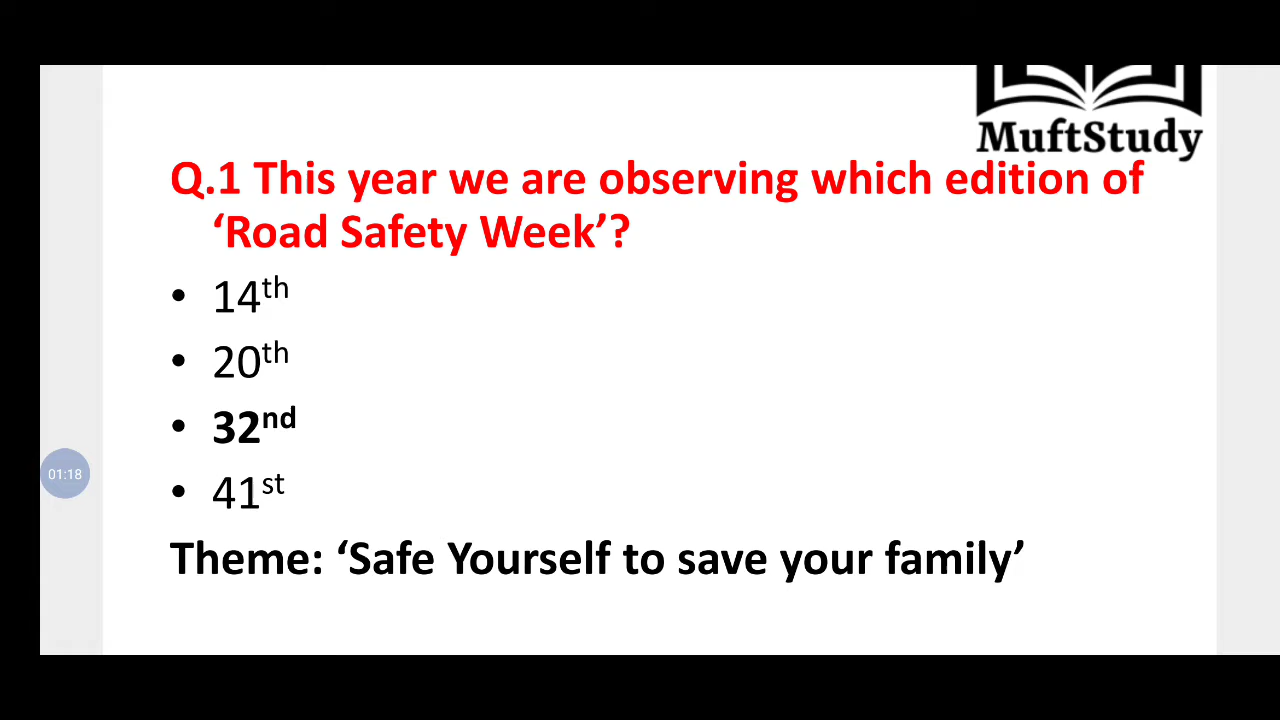 MuftStudy
Q.1 This year we are observing which edition of
‘Road Safety Week’?
• 14th
• 20th
• 32nd
• 41st
01:18
Theme: ‘Safe Yourself to save your family’